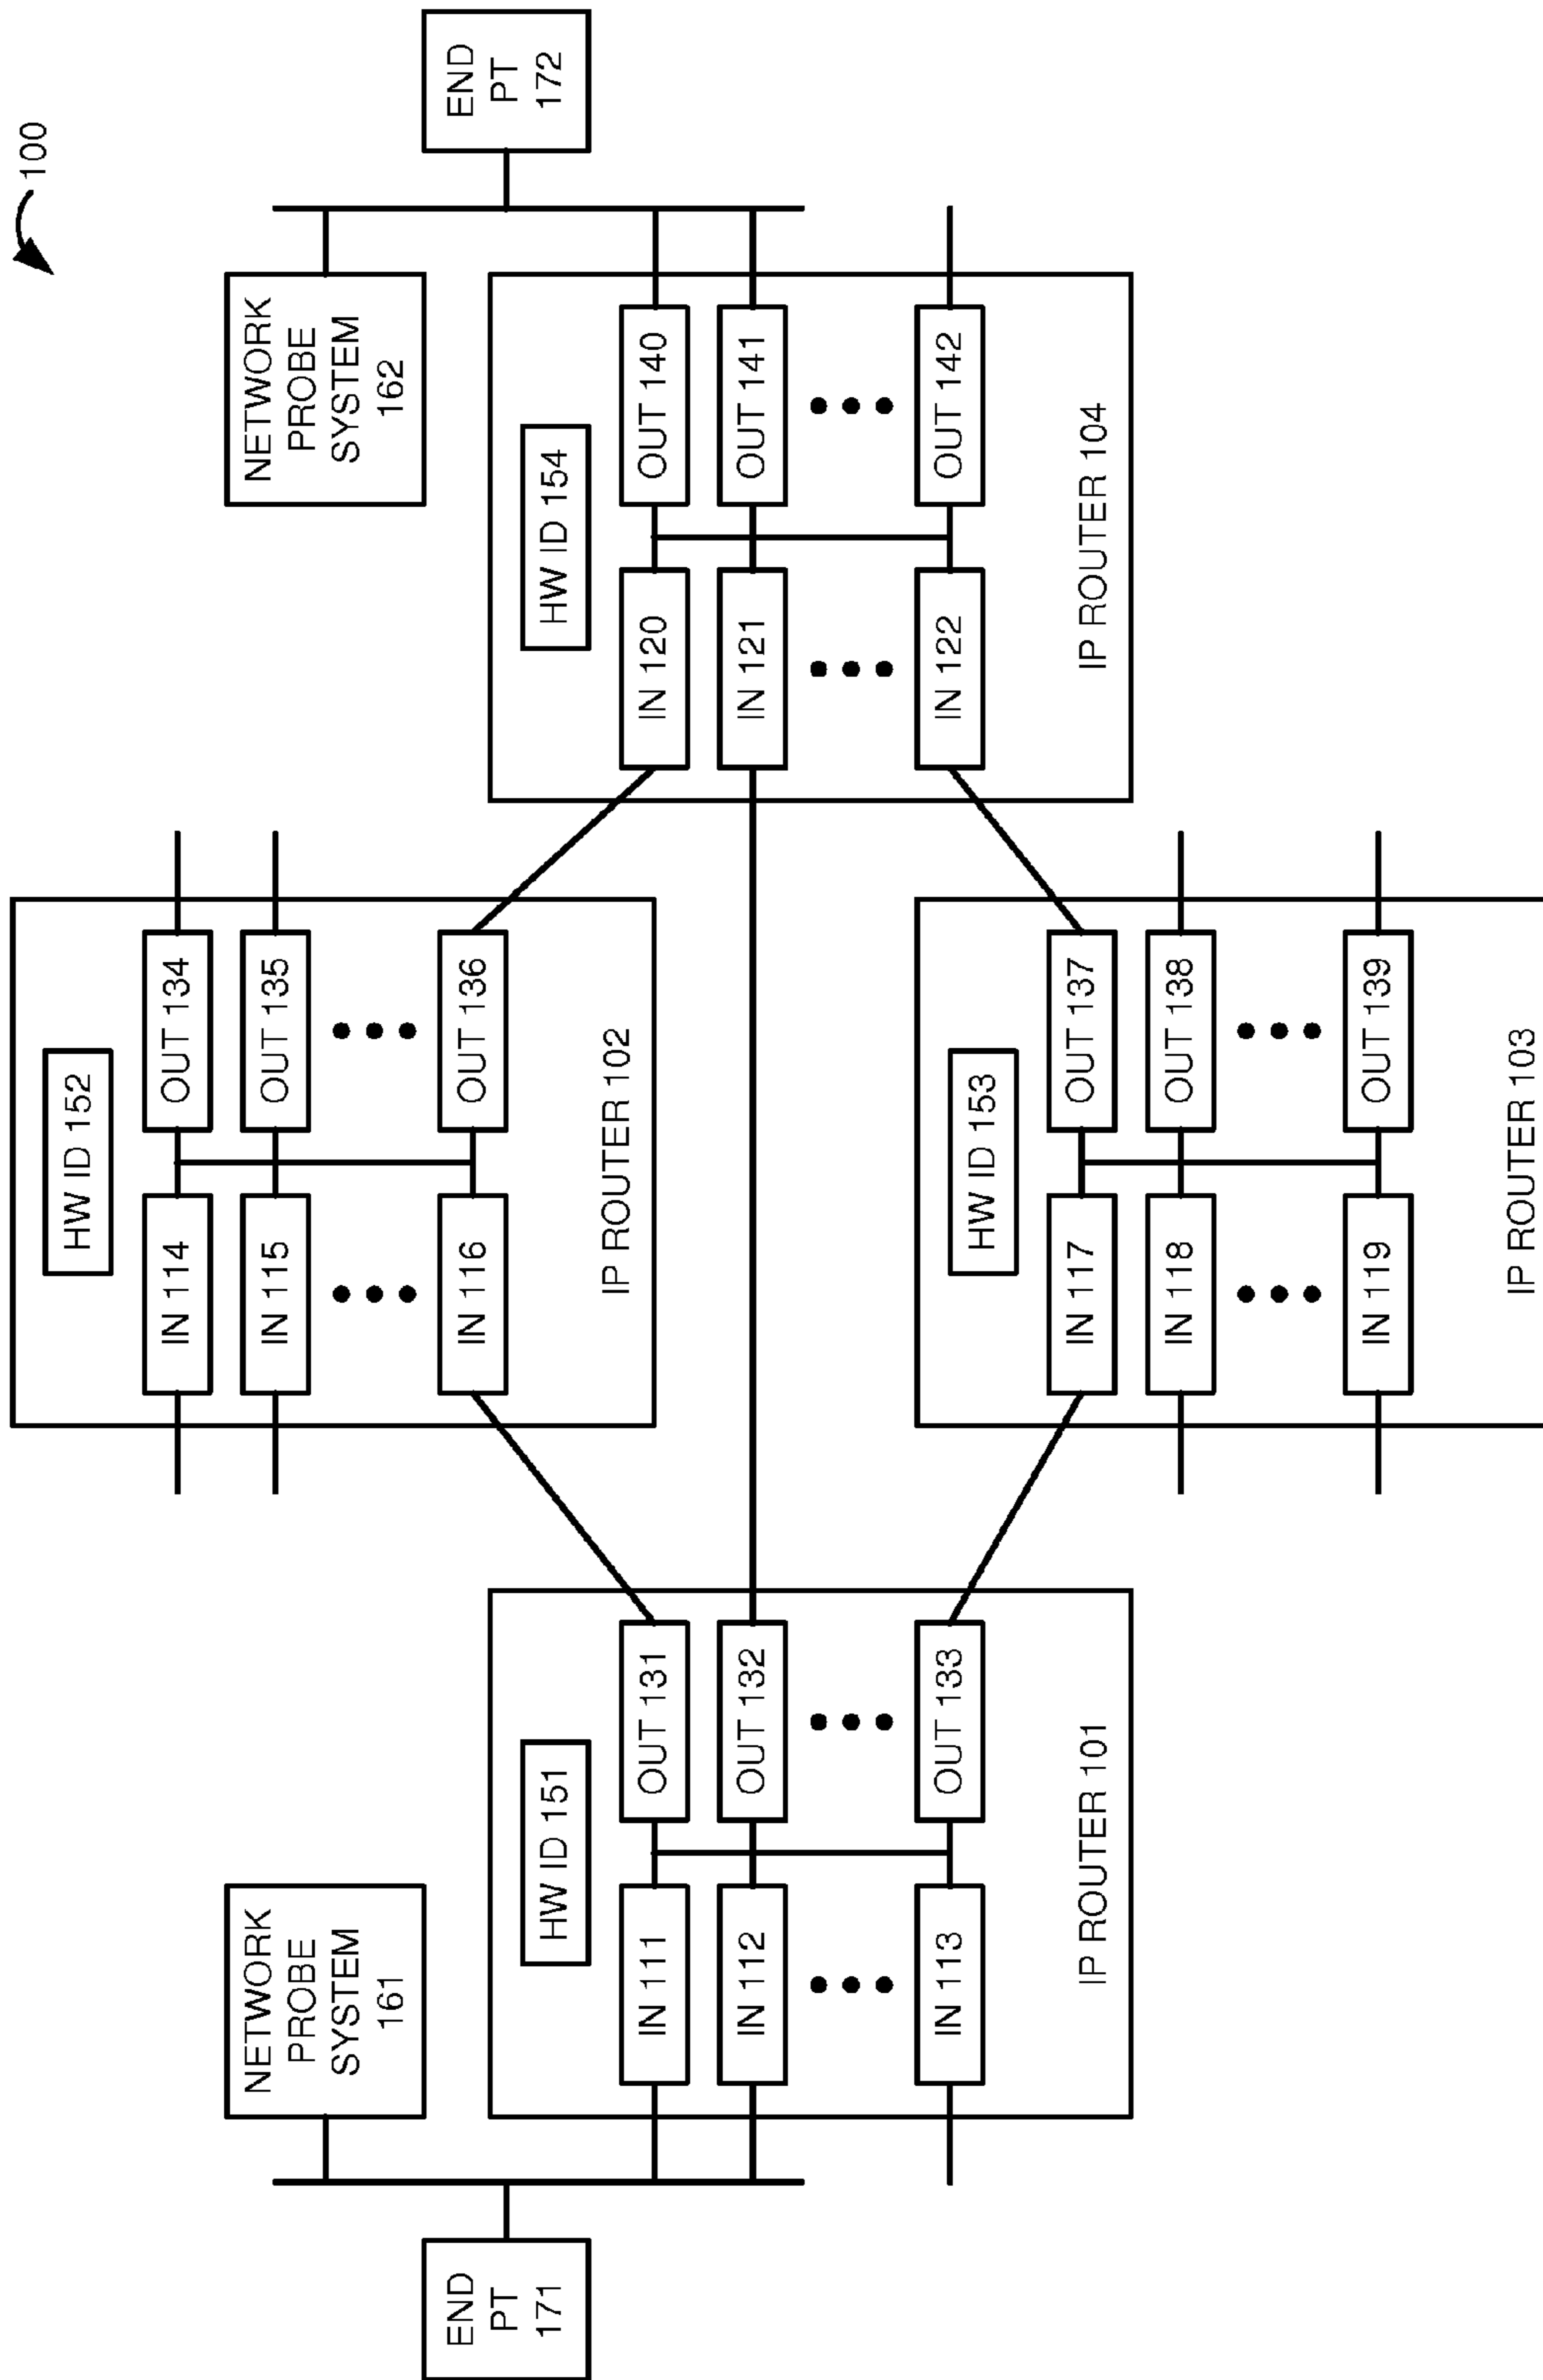 100
NETWORK
PROBE
SYSTEM
161
NETWORK
PROBE
SYSTEM
162
END
PT
171
END
PT
172
HW ID 151
IN 111
OUT 131
IN 112
OUT 132
IN 113
OUT 133
IP ROUTER 101
HW ID 152
IN 114
OUT 134
IN 115
OUT 135
IN 116
OUT 136
IP ROUTER 102
HW ID 153
IN 117
OUT 137
IN 118
OUT 138
IN 119
OUT 139
IP ROUTER 103
HW ID 154
IN 120
OUT 140
IN 121
OUT 141
IN 122
OUT 142
IP ROUTER 104